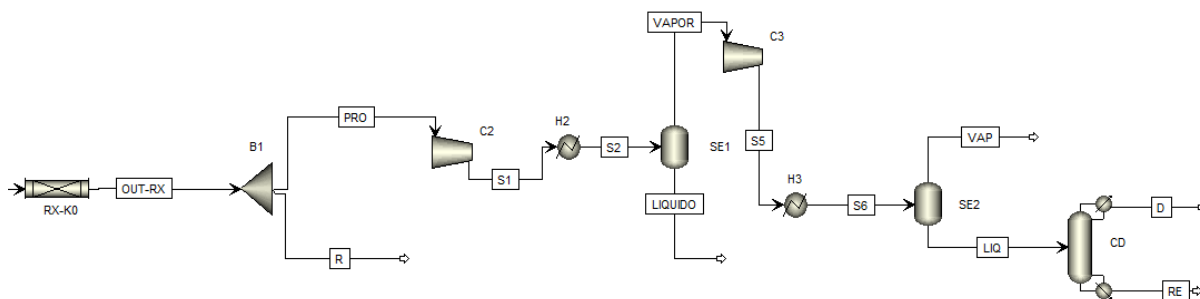 VAPOR
C3
PRO
C2
B1
H2
S2
SE1
S5
VAP
OUT-RX
S1
RX-K0
LIQUIDO
H3
S6
SE2
D
R
LIQ
CD
RE